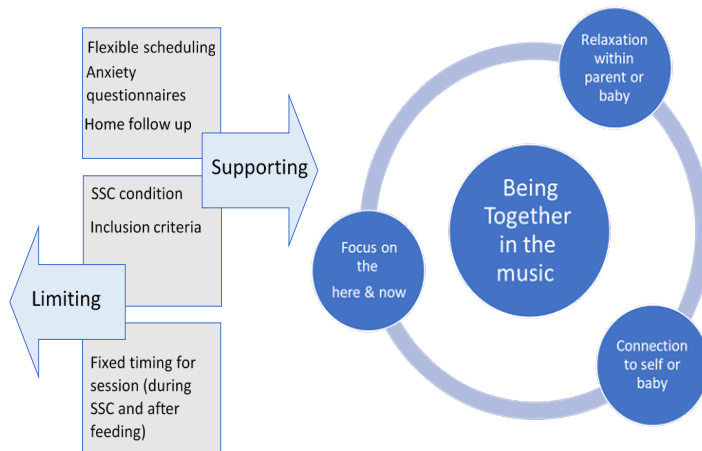 Flexible scheduling
Anxiety
questionnaires
Home follow up
Supporting
SSC condition
Inclusion criteria
Limiting
Fixed timing for
session (during
SSC and after
feeding)
Relaxation
within
parent or
baby
Being
Together
in the
music
Focus on
the
here & now
Connection
to self or
baby